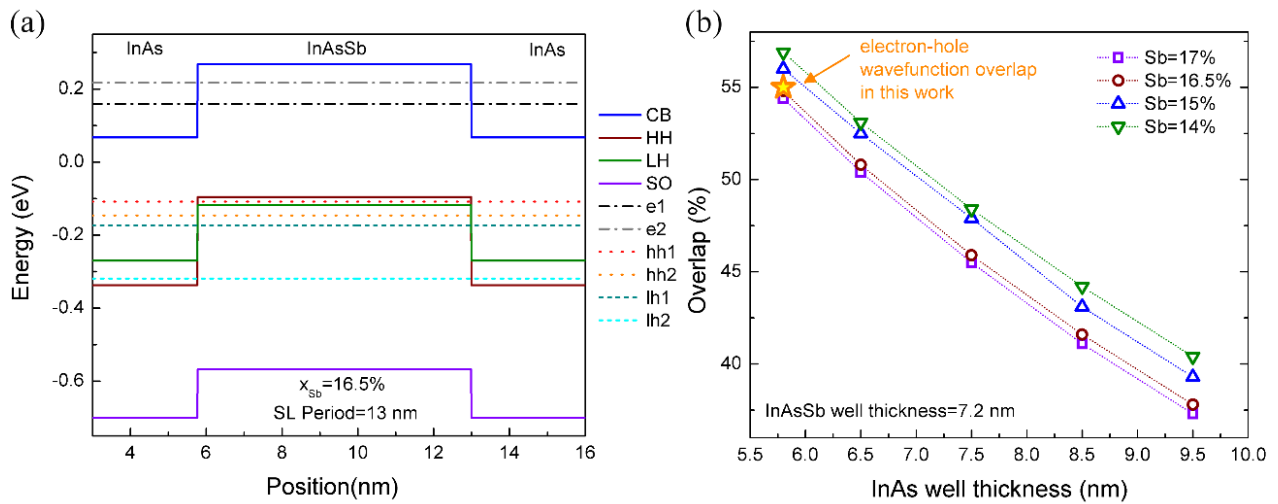 (a)
InAs
InAsSb
InAs
0.2
0.0
-0.2
-0.4
-0.6
Energy (eV)
x_Sb=16.5%
SL Period=13 nm
4
6
8
10
12
14
16
Position(nm)
CB
HH
LH
SO
e1
e2
hh1
hh2
lh1
lh2
(b)
electron-hole
wavefunction overlap
in this work
Sb=17%
Sb=16.5%
Sb=15%
Sb=14%
55
50
45
40
Overlap (%)
InAsSb well thickness=7.2 nm
5.5
6.0
6.5
7.0
7.5
8.0
8.5
9.0
9.5
10.0
InAs well thickness (nm)